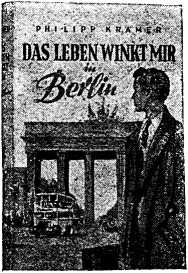 PHILIPP KRAMER
DAS LEBEN WINKT MIR
in
Berlin